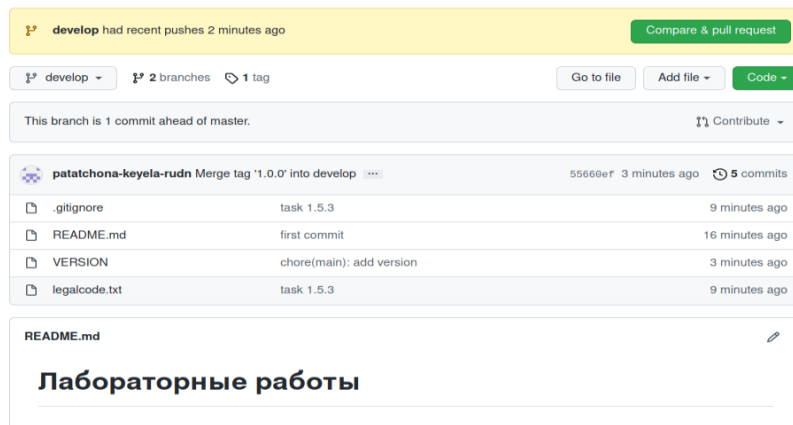 develop had recent pushes 2 minutes ago Compare & pull request
develop 2 branches 1 tag Go to file Add file Code
This branch is 1 commit ahead of master. Contribute
patatchona-keyela-rudn Merge tag '1.0.0' into develop ... 55660ef 3 minutes ago 5 commits
.gitignore task 1.5.3 9 minutes ago
README.md first commit 16 minutes ago
VERSION chore(main): add version 3 minutes ago
legalcode.txt task 1.5.3 9 minutes ago
README.md
Лабораторные работы